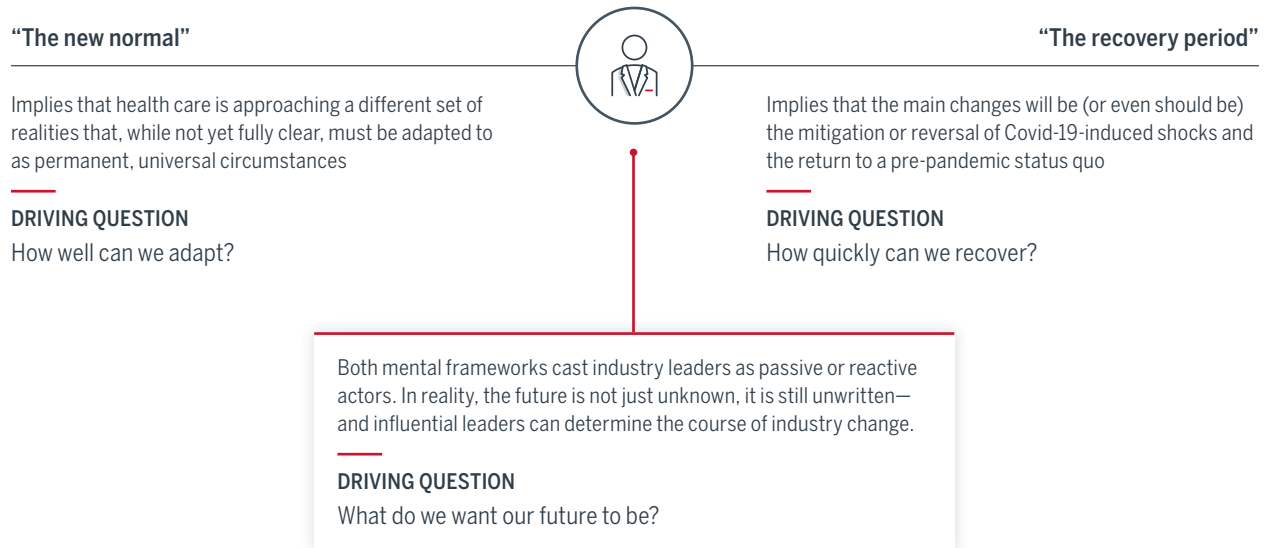 “The new normal”
Implies that health care is approaching a different set of
realities that, while not yet fully clear, must be adapted to
as permanent, universal circumstances
DRIVING QUESTION
How well can we adapt?
“The recovery period”
Implies that the main changes will be (or even should be)
the mitigation or reversal of Covid-19-induced shocks and
the return to a pre-pandemic status quo
DRIVING QUESTION
How quickly can we recover?
Both mental frameworks cast industry leaders as passive or reactive
actors. In reality, the future is not just unknown, it is still unwritten—
and influential leaders can determine the course of industry change.
DRIVING QUESTION
What do we want our future to be?